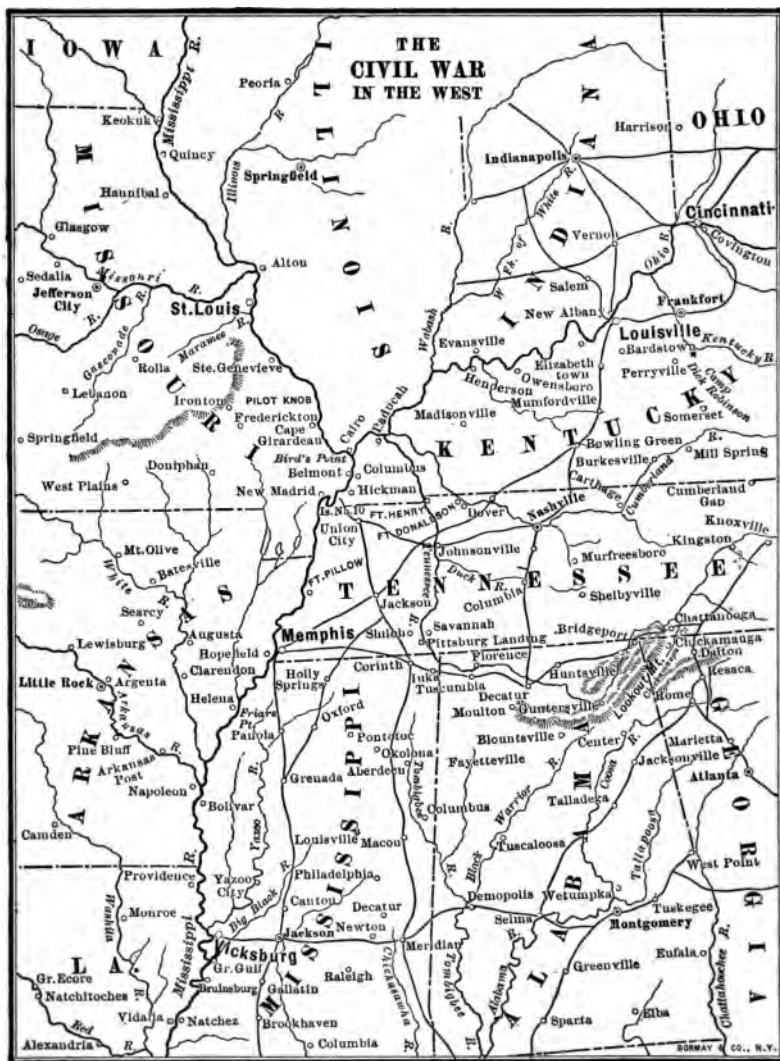 THE
CIVIL WAR
IN THE WEST
IOWA
ILLINOIS
INDIANA
OHIO
MISSOURI
KENTUCKY
TENNESSEE
ARKANSAS
MISSISSIPPI
ALABAMA
GEORGIA
LA.
Mississippi R.
Peoria
Keokuk
Quincy
Springfield
Illinois R.
Hannibal
Harrison
Indianapolis
Cincinnati
Covington
Glasgow
Sedalia
Missouri R.
Jefferson City
Alton
St. Louis
Osage R.
Gasconade R.
Maramec R.
Rolla
Ste. Genevieve
Lebanon
Ironton
PILOT KNOB
Frederickton
Cape Girardeau
Springfield
Vernon
W. Fk. of White R.
Salem
New Albany
Ohio R.
Frankfort
Louisville
Bardstown
Kentucky R.
Camp Dick Robinson
Perryville
Wabash R.
Evansville
Henderson
Owensboro
Elizabethtown
Mumfordville
Madisonville
Somerset
Bowling Green
Burkesville
Mill Spring
Cairo
Paducah
Bird's Point
Belmont
Columbus
Hickman
New Madrid
Is. No. 10
Union City
FT. HENRY
FT. DONALDSON
Dover
Carthage
Cumberland R.
Cumberland Gap
Nashville
Knoxville
Kingston
Doniphan
West Plains
Mt. Olive
Batesville
White R.
Searcy
Augusta
FT. PILLOW
Johnsonville
Tennessee R.
Duck R.
Murfreesboro
Columbia
Shelbyville
Jackson
Savannah
Shiloh
Pittsburg Landing
Bridgeport
Chattanooga
Chickamauga
Dalton
Resaca
Lookout Mt.
Lewisburg
Memphis
Hopefield
Clarendon
Little Rock
Argenta
Arkansas R.
Helena
Holly Springs
Corinth
Iuka
Tuscumbia
Florence
Decatur
Huntsville
Guntersville
Moulton
Rome
Pine Bluff
Arkansas Post
Napoleon
Friars Pt.
Panola
Oxford
Pontotoc
Okolona
Aberdeen
Fayetteville
Blountsville
Center
Marietta
Jacksonville
Atlanta
Coosa R.
Grenada
Tombigbee R.
Columbus
Black Warrior R.
Talladega
Tuscaloosa
Tallapoosa
Bolivar
Yazoo R.
Camden
Louisville
Macon
West Point
Providence
Yazoo City
Big Black R.
Philadelphia
Canton
Demopolis
Wetumpka
Monroe
Washita R.
Decatur
Newton
Selma
Tuskegee
Montgomery
Vicksburg
Jackson
Meridian
Gr. Gulf
Bruinsburg
Gallatin
Raleigh
Chickasawha R.
Tombigbee R.
Alabama R.
Greenville
Eufala
Chattahoochee R.
Gr. Ecore
Natchitoches
Mississippi R.
Vidalia
Natchez
Brookhaven
Sparta
Elba
Alexandria
Red R.
Columbia
BORMAY & CO., N.Y.